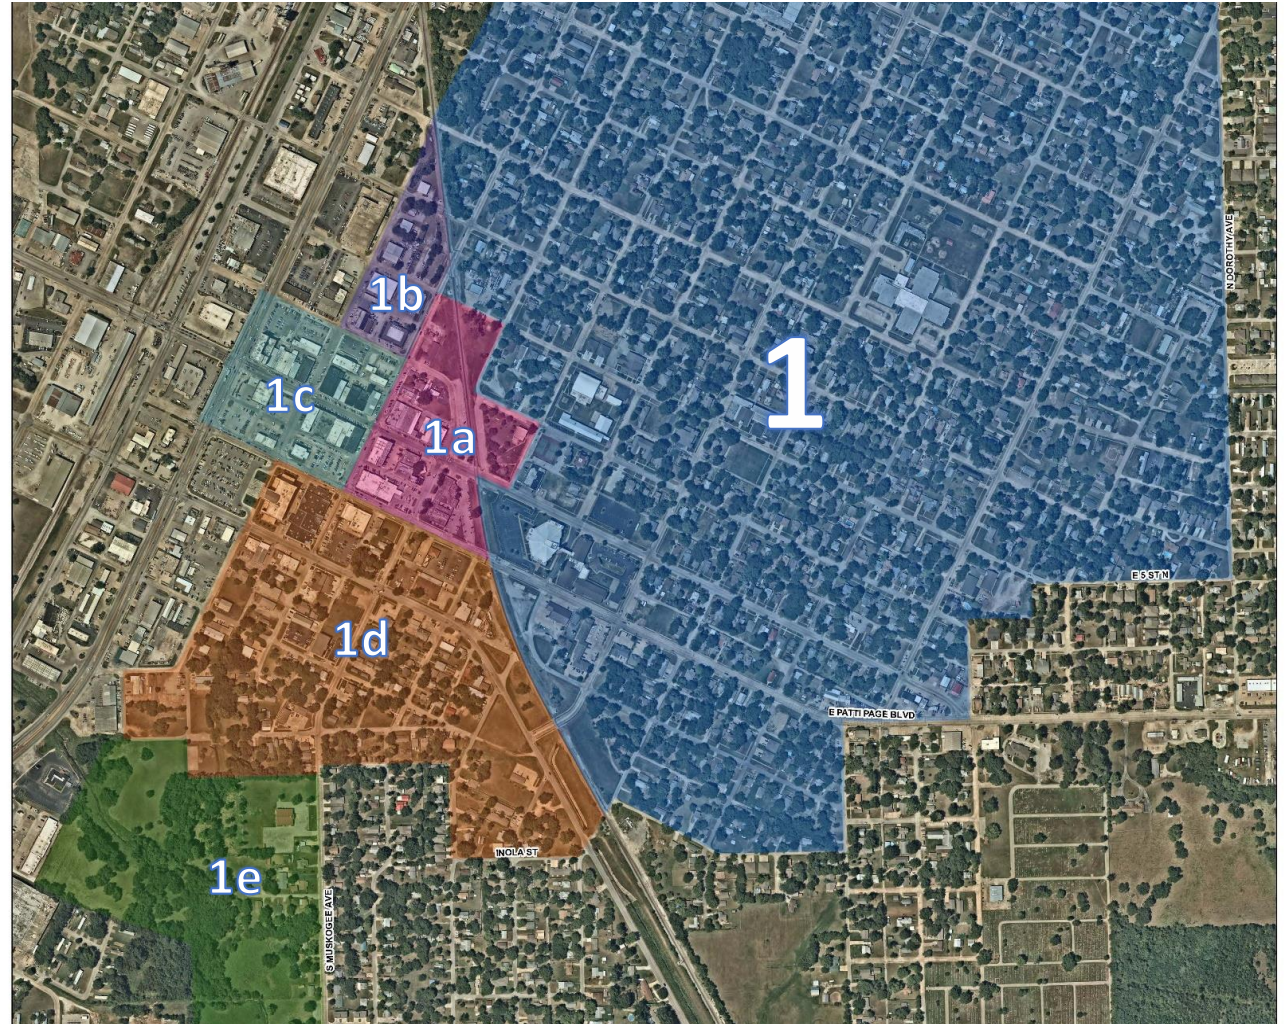 N DOROTHY AVE
1b
1
1c
1a
E 5 ST N
1d
E PATTI PAGE BLVD
INOLA ST
1e
S MUSKOGEE AVE